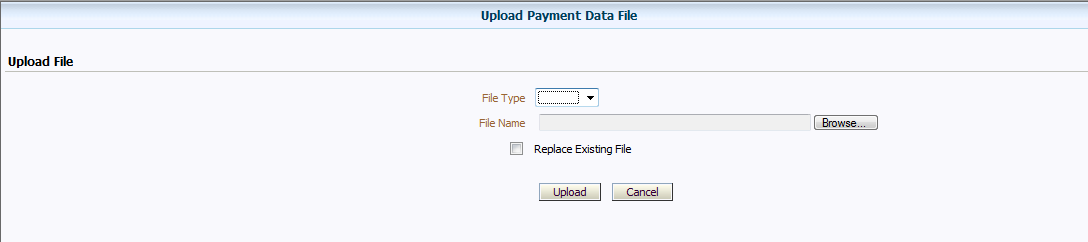 Upload Payment Data File
Upload File
File Type
File Name Browse...
Replace Existing File
Upload Cancel